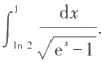 ∫_{ln 2}^{1} dx / √(e^x − 1).